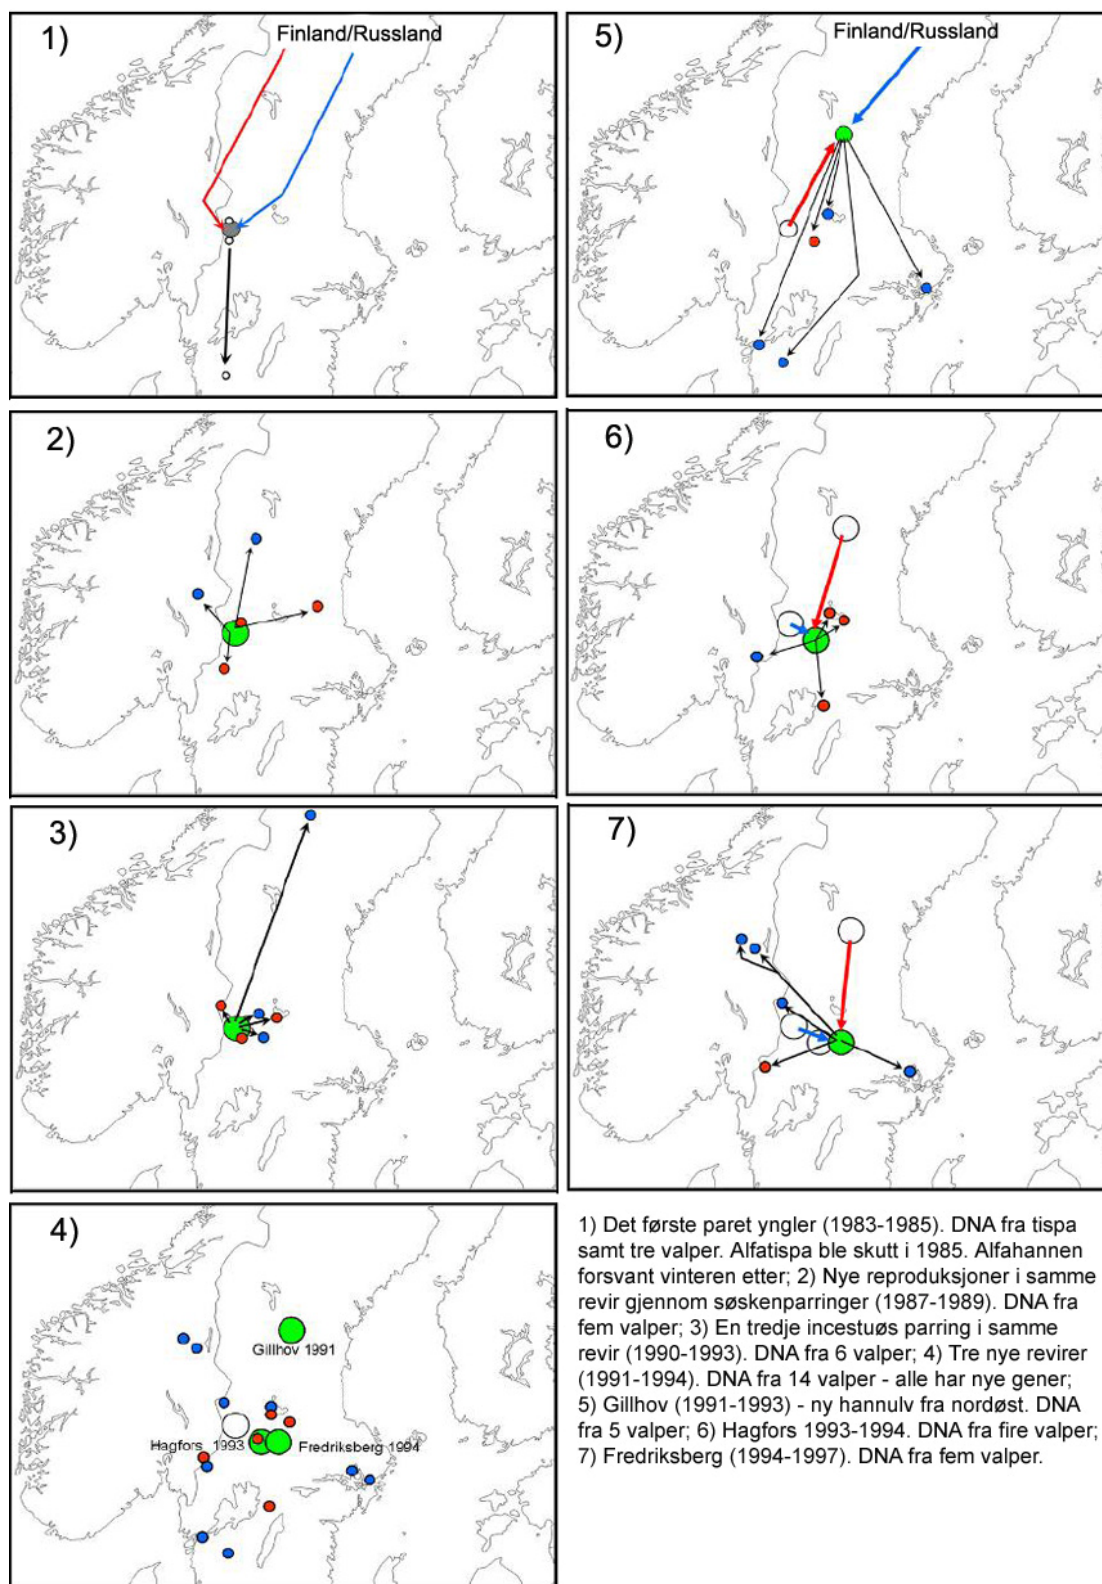 1)
Finland/Russland
2)
3)
4)
Gillhov 1991
Hagfors 1993
Fredriksberg 1994
5)
Finland/Russland
6)
7)
1) Det første paret yngler (1983-1985). DNA fra tispa
samt tre valper. Alfatispa ble skutt i 1985. Alfahannen
forsvant vinteren etter; 2) Nye reproduksjoner i samme
revir gjennom søskenparringer (1987-1989). DNA fra
fem valper; 3) En tredje incestuøs parring i samme
revir (1990-1993). DNA fra 6 valper; 4) Tre nye revirer
(1991-1994). DNA fra 14 valper - alle har nye gener;
5) Gillhov (1991-1993) - ny hannulv fra nordøst. DNA
fra 5 valper; 6) Hagfors 1993-1994. DNA fra fire valper;
7) Fredriksberg (1994-1997). DNA fra fem valper.